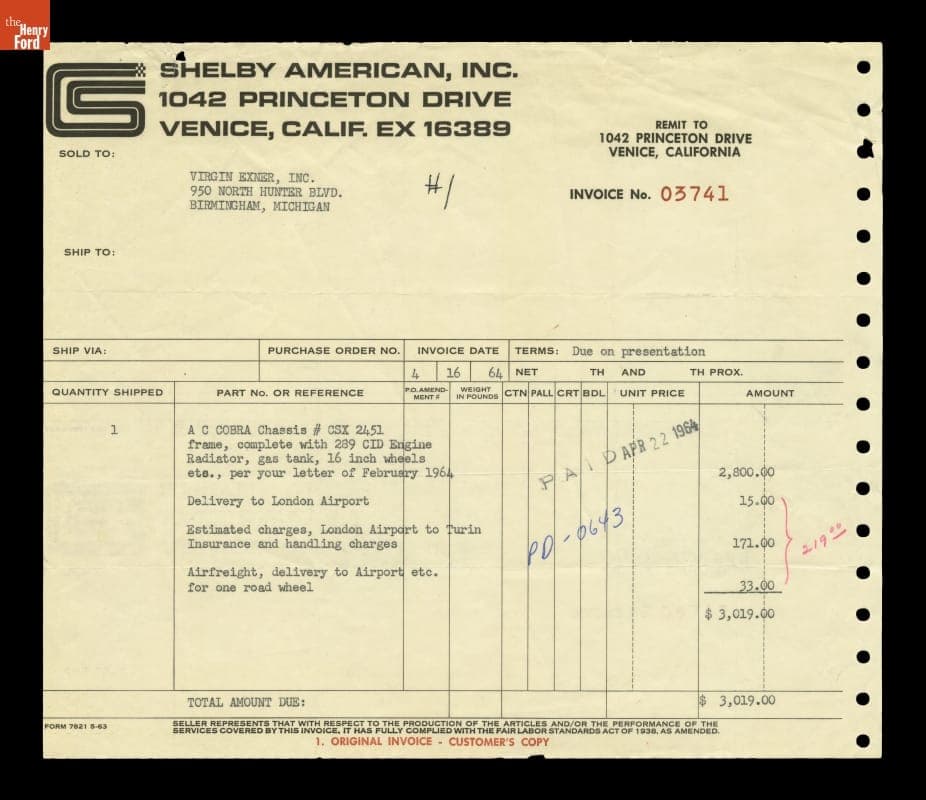 the
Henry
Ford
SHELBY AMERICAN, INC.
1042 PRINCETON DRIVE
VENICE, CALIF. EX 16389
REMIT TO
1042 PRINCETON DRIVE
VENICE, CALIFORNIA
SOLD TO:
VIRGIN EXNER, INC.
950 NORTH HUNTER BLVD.
BIRMINGHAM, MICHIGAN
#1
INVOICE No. 03741
SHIP TO:
SHIP VIA: PURCHASE ORDER NO. INVOICE DATE TERMS: Due on presentation
4 16 64 NET TH AND TH PROX.
QUANTITY SHIPPED PART No. OR REFERENCE P.O. AMEND-MENT # WEIGHT IN POUNDS CTN PALL CRT BDL UNIT PRICE AMOUNT
1 A C COBRA Chassis # CSX 2451
frame, complete with 289 CID Engine
Radiator, gas tank, 16 inch wheels
etc., per your letter of February 1964 2,800.00
PAID APR 22 1964
Delivery to London Airport 15.00
Estimated charges, London Airport to Turin
Insurance and handling charges 171.00
PD-0643
219.00
Airfreight, delivery to Airport etc.
for one road wheel 33.00
$ 3,019.00
TOTAL AMOUNT DUE: $ 3,019.00
FORM 7621 5-63
SELLER REPRESENTS THAT WITH RESPECT TO THE PRODUCTION OF THE ARTICLES AND/OR THE PERFORMANCE OF THE
SERVICES COVERED BY THIS INVOICE, IT HAS FULLY COMPLIED WITH THE FAIR LABOR STANDARDS ACT OF 1938, AS AMENDED.
1. ORIGINAL INVOICE - CUSTOMER'S COPY